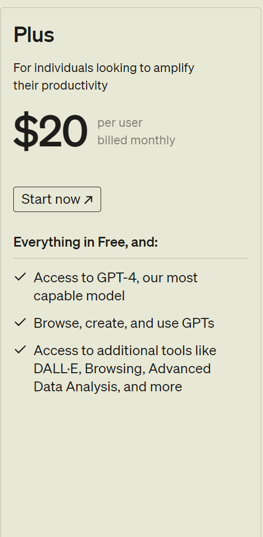 Plus
For individuals looking to amplify
their productivity
$20
per user
billed monthly
Start now ↗
Everything in Free, and:
✓ Access to GPT-4, our most
capable model
✓ Browse, create, and use GPTs
✓ Access to additional tools like
DALL·E, Browsing, Advanced
Data Analysis, and more